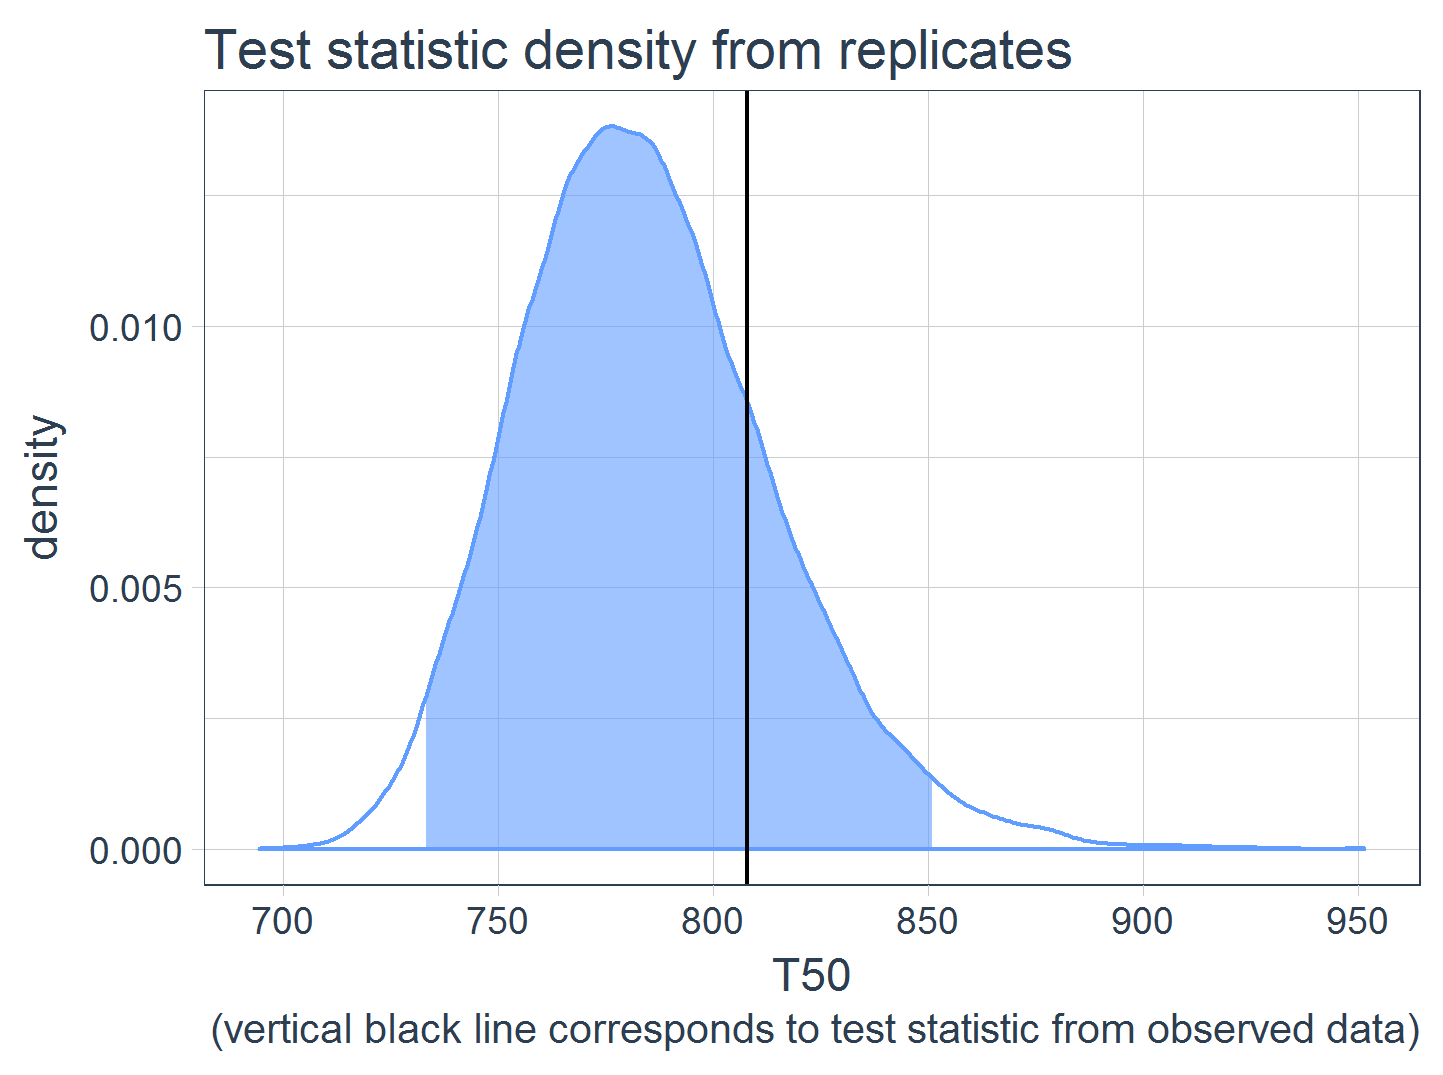 Test statistic density from replicates
density
0.010
0.005
0.000
700 750 800 850 900 950
T50
(vertical black line corresponds to test statistic from observed data)